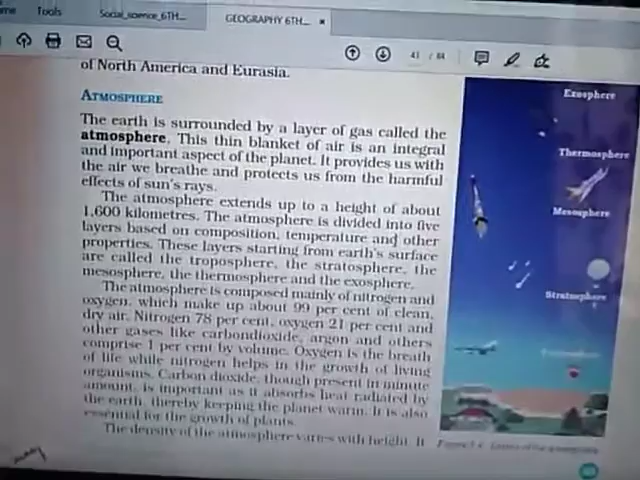 Tools
Social_science_6TH...
GEOGRAPHY 6TH...
41 / 84
of North America and Eurasia.
ATMOSPHERE
The earth is surrounded by a layer of gas called the
atmosphere. This thin blanket of air is an integral
and important aspect of the planet. It provides us with
the air we breathe and protects us from the harmful
effects of sun's rays.
The atmosphere extends up to a height of about
1,600 kilometres. The atmosphere is divided into five
layers based on composition, temperature and other
properties. These layers starting from earth's surface
are called the troposphere, the stratosphere, the
mesosphere, the thermosphere and the exosphere.
The atmosphere is composed mainly of nitrogen and
oxygen, which make up about 99 per cent of clean,
dry air. Nitrogen 78 per cent, oxygen 21 per cent and
other gases like carbondioxide, argon and others
comprise 1 per cent by volume. Oxygen is the breath
of life while nitrogen helps in the growth of living
organisms. Carbon dioxide, though present in minute
amount, is important as it absorbs heat radiated by
the earth, thereby keeping the planet warm. It is also
essential for the growth of plants.
The density of the atmosphere varies with height. It
Exosphere
Thermosphere
Mesosphere
Stratosphere